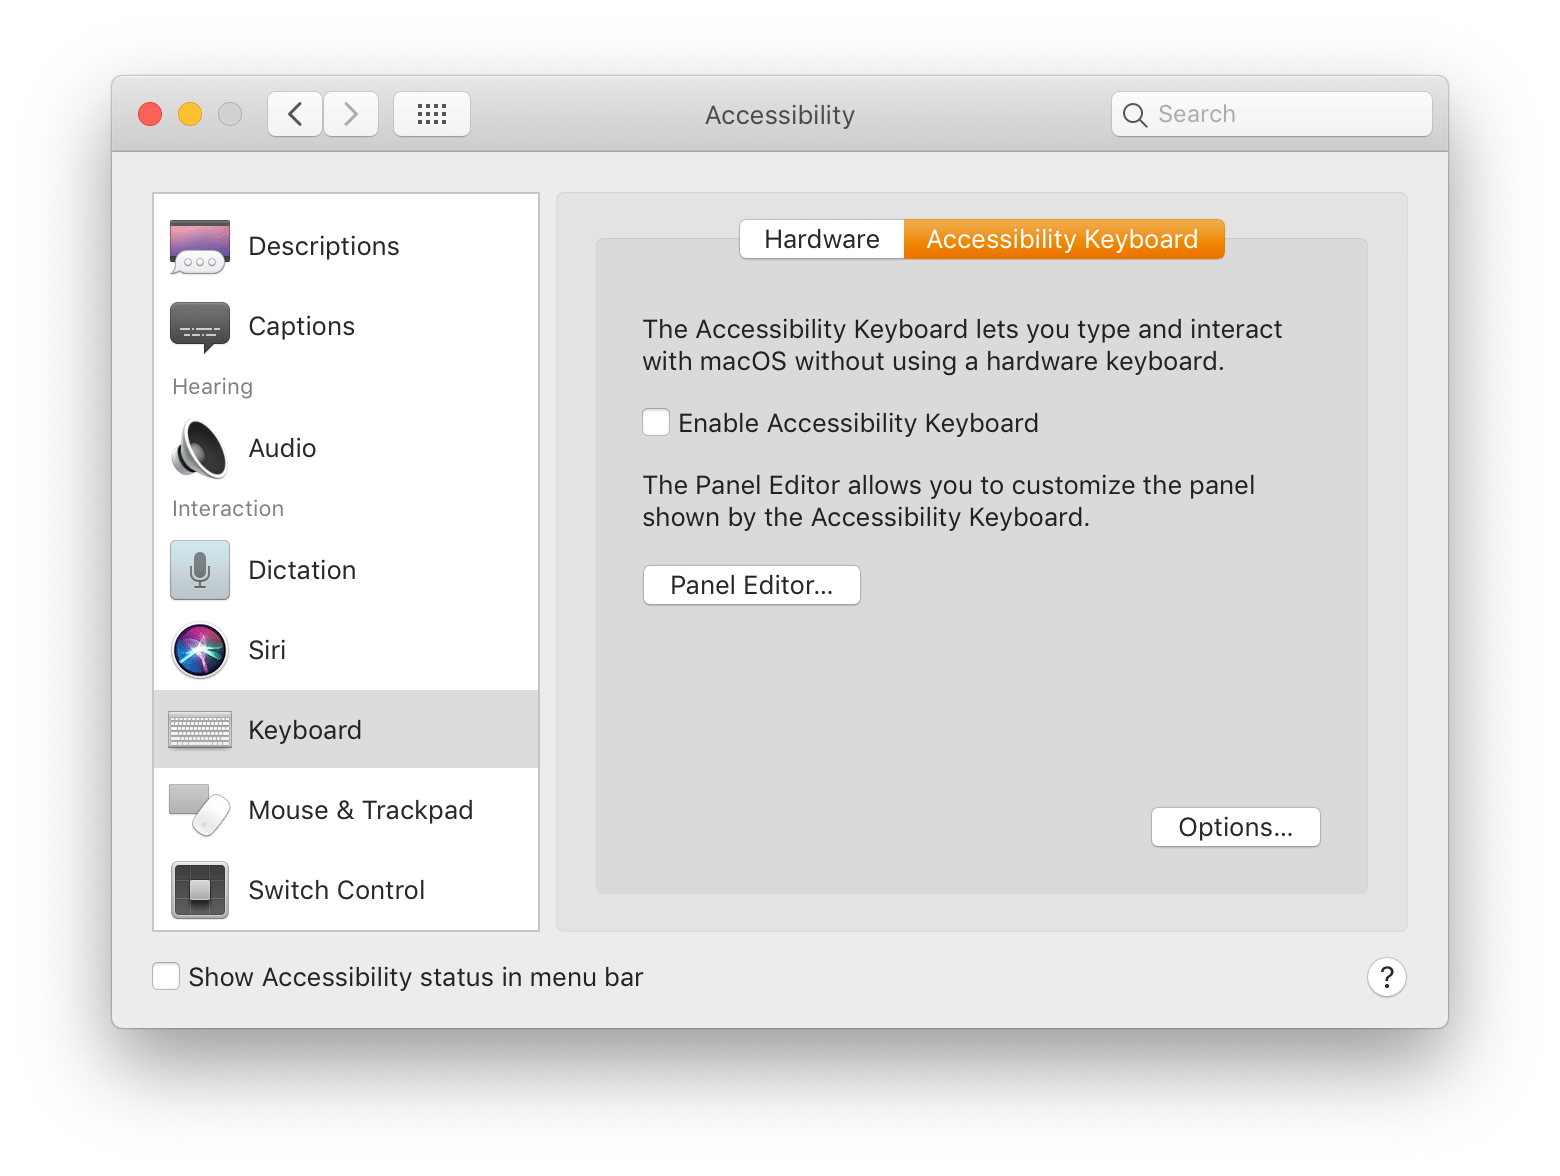 Accessibility
Search
Descriptions
Captions
Hearing
Audio
Interaction
Dictation
Siri
Keyboard
Mouse & Trackpad
Switch Control
Hardware
Accessibility Keyboard
The Accessibility Keyboard lets you type and interact
with macOS without using a hardware keyboard.
Enable Accessibility Keyboard
The Panel Editor allows you to customize the panel
shown by the Accessibility Keyboard.
Panel Editor...
Options...
Show Accessibility status in menu bar
?